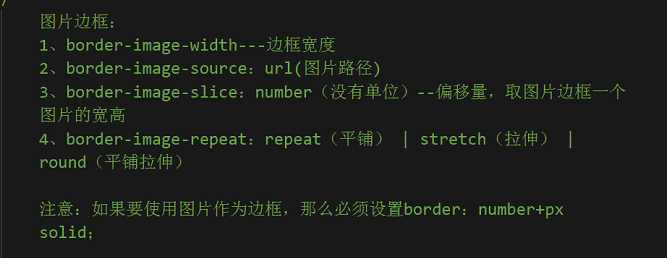 图片边框：
1、border-image-width---边框宽度
2、border-image-source：url(图片路径)
3、border-image-slice：number（没有单位）--偏移量，取图片边框一个
图片的宽高
4、border-image-repeat：repeat（平铺） | stretch（拉伸） |
round（平铺拉伸）
注意：如果要使用图片作为边框，那么必须设置border：number+px
solid；